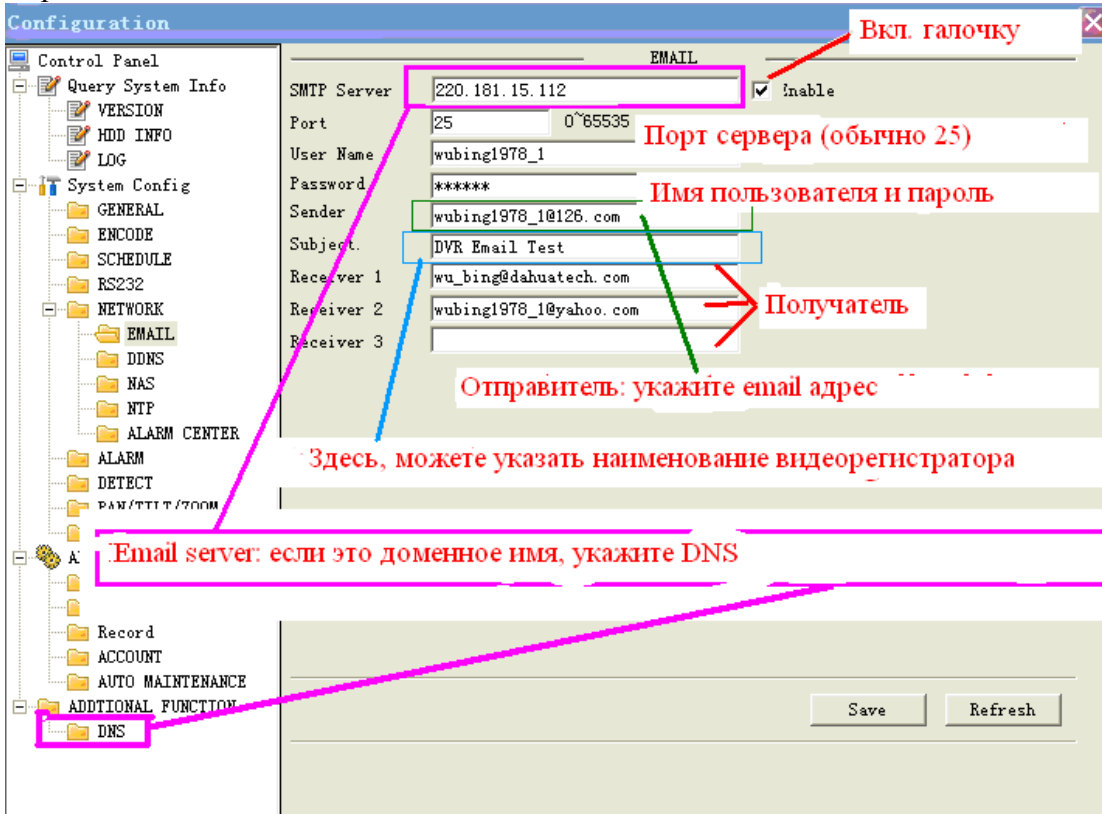 Configuration
Вкл. галочку
Control Panel
Query System Info
VERSION
HDD INFO
LOG
System Config
GENERAL
ENCODE
SCHEDULE
RS232
NETWORK
EMAIL
DDNS
NAS
NTP
ALARM CENTER
ALARM
DETECT
PAN/TILT/ZOOM
A
Record
ACCOUNT
AUTO MAINTENANCE
ADDTIONAL FUNCTION
DNS
EMAIL
SMTP Server 220.181.15.112 Enable
Port 25 0~65535
Порт сервера (обычно 25)
User Name wubing1978_1
Password ******
Имя пользователя и пароль
Sender wubing1978_1@126.com
Subject. DVR Email Test
Receiver 1 wu_bing@dahuatech.com
Receiver 2 wubing1978_1@yahoo.com
Получатель
Receiver 3
Отправитель: укажите email адрес
Здесь, можете указать наименование видеорегистратора
Email server: если это доменное имя, укажите DNS
Save Refresh